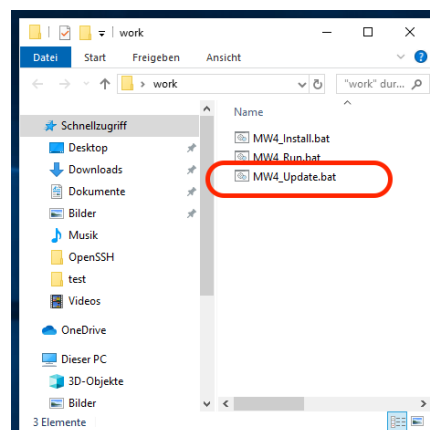 work
Datei Start Freigeben Ansicht
work "work" dur...
Name
Schnellzugriff
Desktop
Downloads
Dokumente
Bilder
Musik
OpenSSH
test
Videos
OneDrive
Dieser PC
3D-Objekte
Bilder
MW4_Install.bat
MW4_Run.bat
MW4_Update.bat
3 Elemente